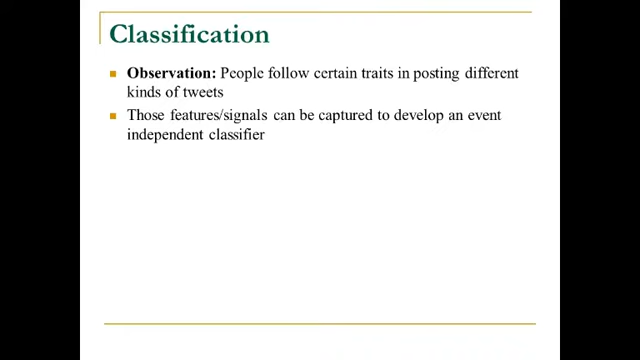 Classification
Observation: People follow certain traits in posting different
kinds of tweets
Those features/signals can be captured to develop an event
independent classifier